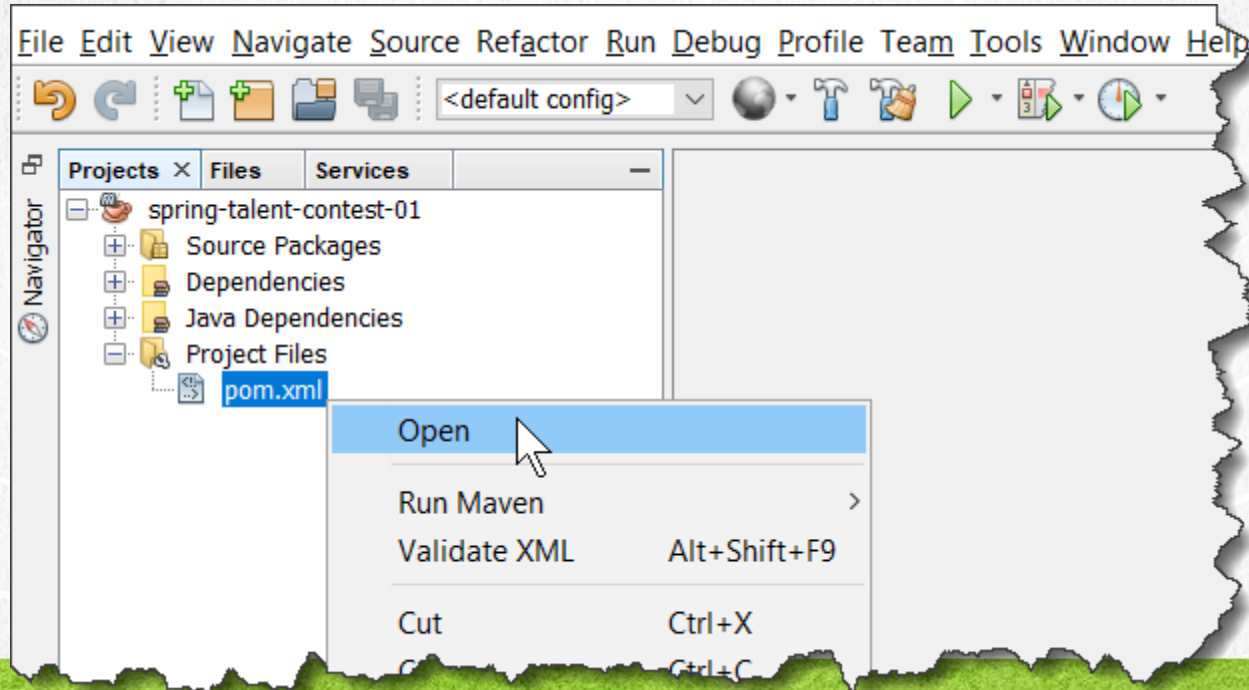 File Edit View Navigate Source Refactor Run Debug Profile Team Tools Window Help
<default config>
Projects Files Services
Navigator
spring-talent-contest-01
Source Packages
Dependencies
Java Dependencies
Project Files
pom.xml
Open
Run Maven
Validate XML Alt+Shift+F9
Cut Ctrl+X
Ctrl+C